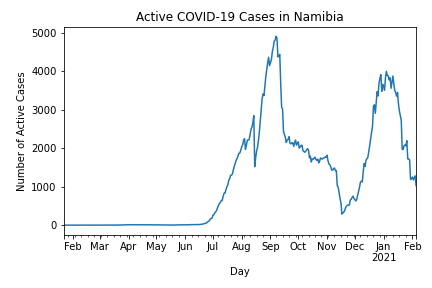 Active COVID-19 Cases in Namibia
Number of Active Cases
5000
4000
3000
2000
1000
0
Feb Mar Apr May Jun Jul Aug Sep Oct Nov Dec Jan Feb
2021
Day